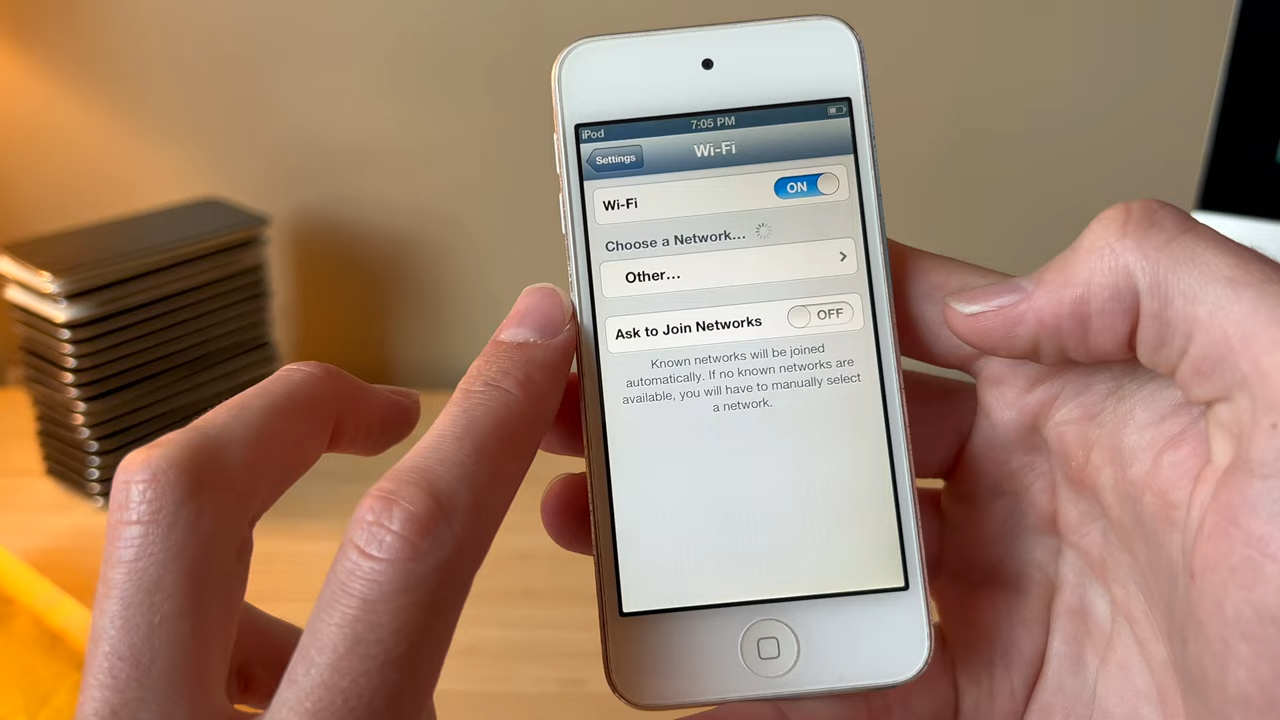 iPod 7:05 PM
Settings Wi-Fi
Wi-Fi ON
Choose a Network...
Other...
Ask to Join Networks OFF
Known networks will be joined
automatically. If no known networks are
available, you will have to manually select
a network.